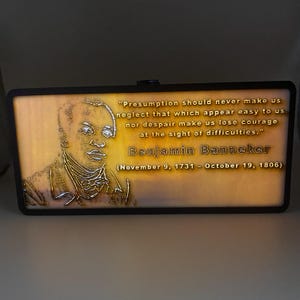 "Presumption should never make us
neglect that which appear easy to us
nor despair make us lose courage
at the sight of difficulties."
Benjamin Banneker
(November 9, 1731 - October 19, 1806)